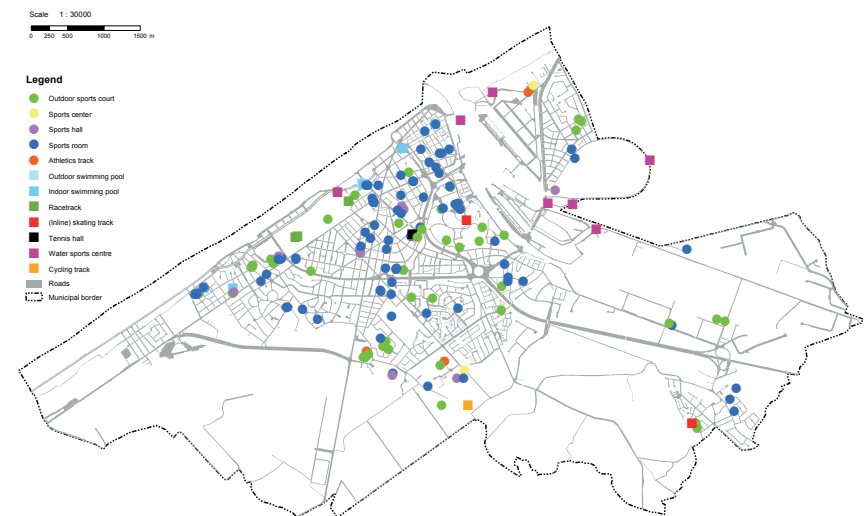 Scale 1 : 30000
0 250 500 1000 1500 m
Legend
Outdoor sports court
Sports center
Sports hall
Sports room
Athletics track
Outdoor swimming pool
Indoor swimming pool
Racetrack
(Inline) skating track
Tennis hall
Water sports centre
Cycling track
Roads
Municipal border